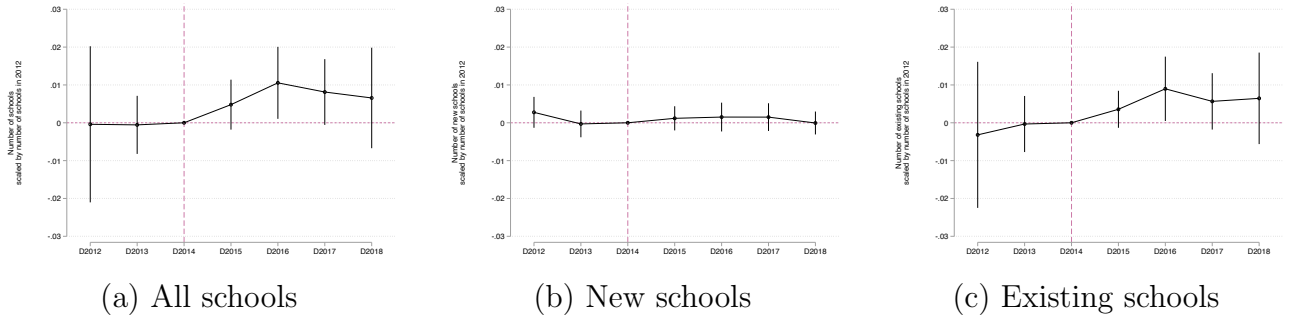 Number of schools
scaled by number of schools in 2012
.03
.02
.01
0
-.01
-.02
-.03
D2012 D2013 D2014 D2015 D2016 D2017 D2018
(a) All schools
Number of new schools
scaled by number of schools in 2012
.03
.02
.01
0
-.01
-.02
-.03
D2012 D2013 D2014 D2015 D2016 D2017 D2018
(b) New schools
Number of existing schools
scaled by number of schools in 2012
.03
.02
.01
0
-.01
-.02
-.03
D2012 D2013 D2014 D2015 D2016 D2017 D2018
(c) Existing schools